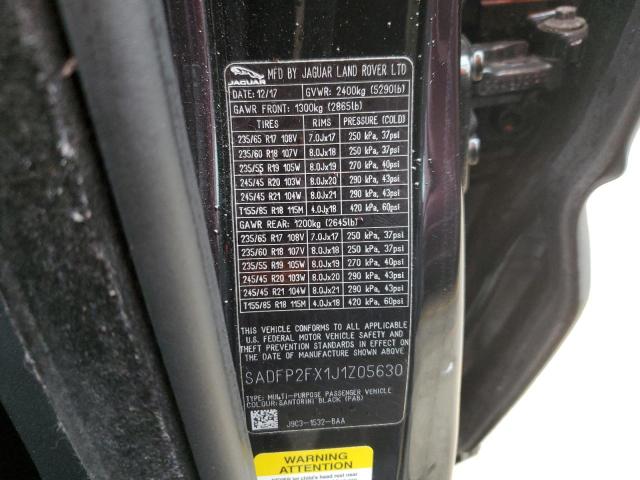 JAGUAR
MFD BY JAGUAR LAND ROVER LTD
DATE: 12/17 GVWR: 2400kg (5290lb)
GAWR FRONT: 1300kg (2865lb)
TIRES RIMS PRESSURE (COLD)
235/65 R17 108V 7.0Jx17 250 kPa, 37psi
235/60 R18 107V 8.0Jx18 250 kPa, 37psi
235/55 R19 105W 8.0Jx19 270 kPa, 40psi
245/45 R20 103W 8.0Jx20 290 kPa, 43psi
245/45 R21 104W 8.0Jx21 290 kPa, 43psi
T155/85 R18 115M 4.0Jx18 420 kPa, 60psi
GAWR REAR: 1200kg (2645lb)
235/65 R17 108V 7.0Jx17 250 kPa, 37psi
235/60 R18 107V 8.0Jx18 250 kPa, 37psi
235/55 R19 105W 8.0Jx19 270 kPa, 40psi
245/45 R20 103W 8.0Jx20 290 kPa, 43psi
245/45 R21 104W 8.0Jx21 290 kPa, 43psi
T155/85 R18 115M 4.0Jx18 420 kPa, 60psi
THIS VEHICLE CONFORMS TO ALL APPLICABLE
U.S. FEDERAL MOTOR VEHICLE SAFETY, BUMPER, AND
THEFT PREVENTION STANDARDS IN EFFECT ON
THE DATE OF MANUFACTURE SHOWN ABOVE
SADFP2FX1J1Z05630
TYPE: MULTI-PURPOSE PASSENGER VEHICLE
COLOUR: SANTORINI BLACK (PAB)
J9C3-1532-BAA
WARNING
ATTENTION
NEVER use a rear facing